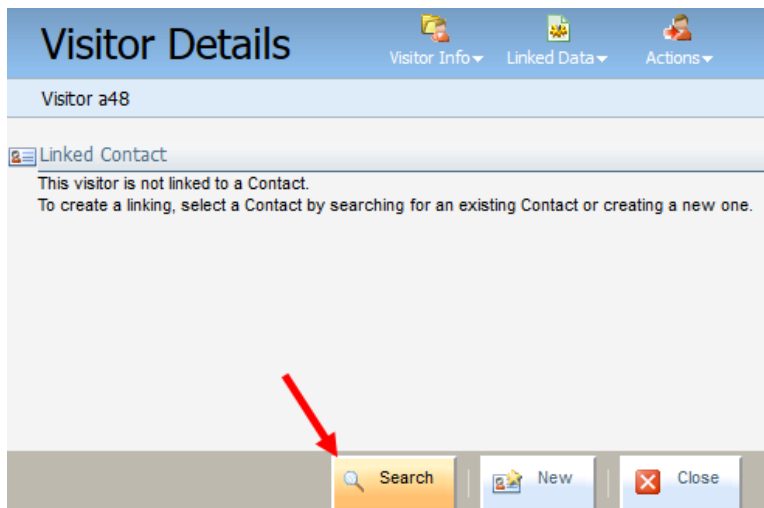 Visitor Details
Visitor Info
Linked Data
Actions
Visitor a48
Linked Contact
This visitor is not linked to a Contact.
To create a linking, select a Contact by searching for an existing Contact or creating a new one.
Search
New
Close